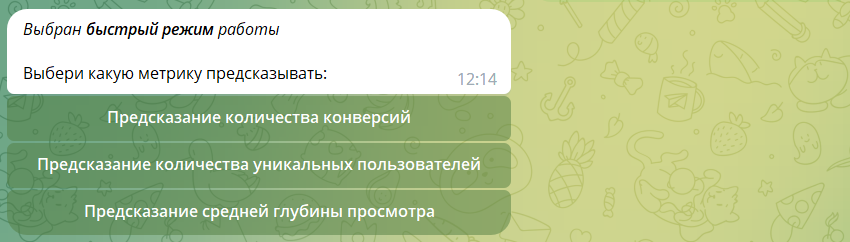 Выбран быстрый режим работы
Выбери какую метрику предсказывать:
12:14
Предсказание количества конверсий
Предсказание количества уникальных пользователей
Предсказание средней глубины просмотра